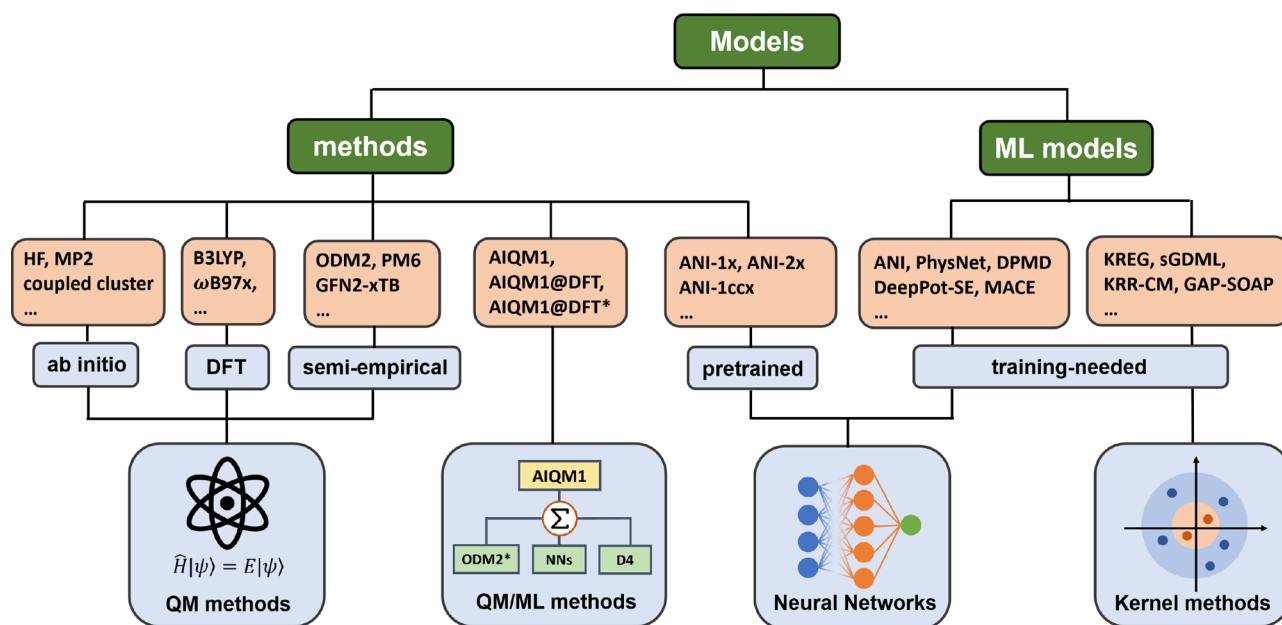 Models
methods
ML models
HF, MP2
coupled cluster
...
B3LYP,
ωB97x,
...
ODM2, PM6
GFN2-xTB
...
AIQM1,
AIQM1@DFT,
AIQM1@DFT*
ANI-1x, ANI-2x
ANI-1ccx
...
ANI, PhysNet, DPMD
DeepPot-SE, MACE
...
KREG, sGDML,
KRR-CM, GAP-SOAP
...
ab initio
DFT
semi-empirical
pretrained
training-needed
Ĥ|ψ⟩ = E|ψ⟩
QM methods
AIQM1
Σ
ODM2*
NNs
D4
QM/ML methods
Neural Networks
Kernel methods